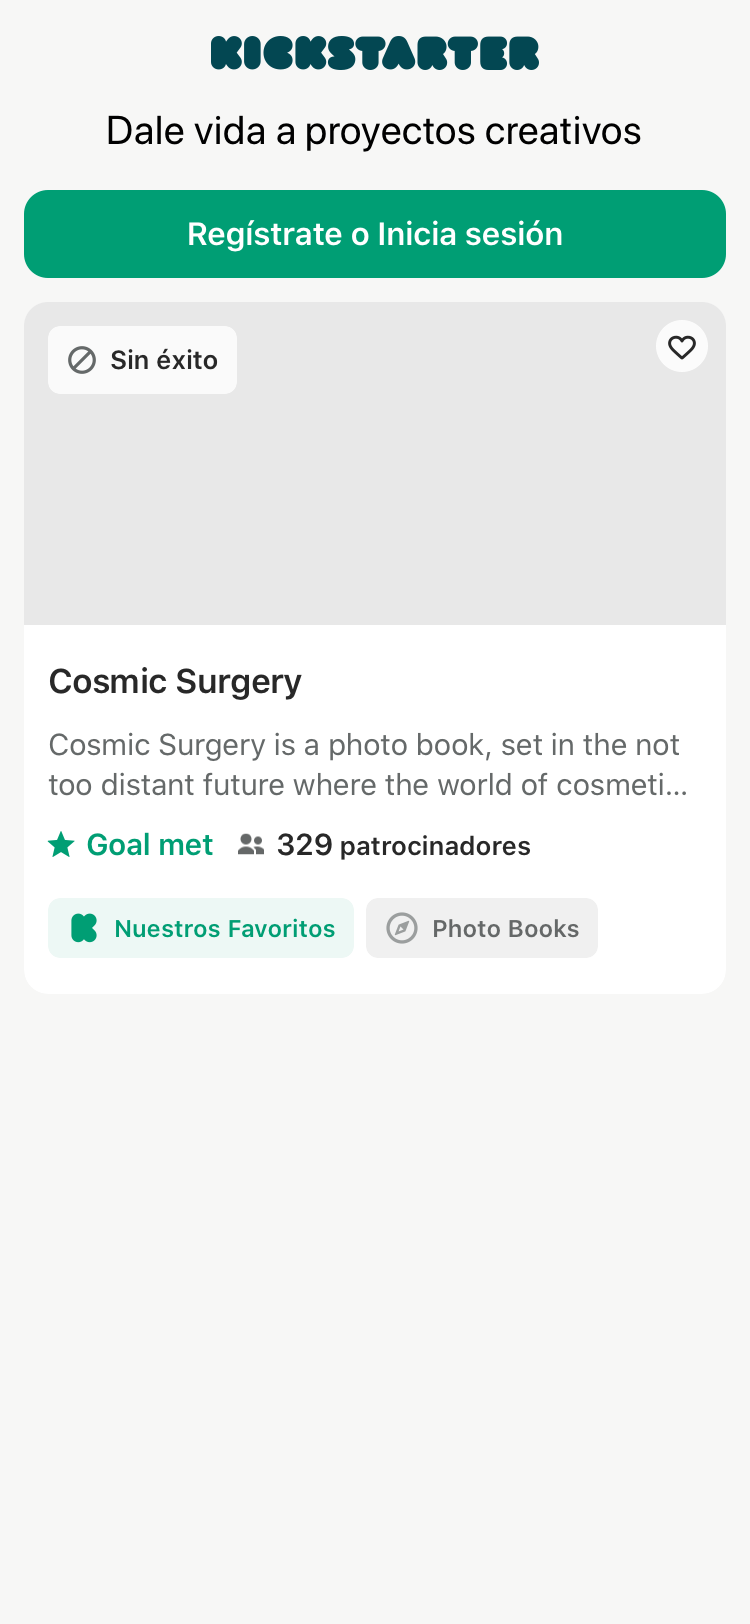 KICKSTARTER
Dale vida a proyectos creativos
Regístrate o Inicia sesión
Sin éxito
Cosmic Surgery
Cosmic Surgery is a photo book, set in the not
too distant future where the world of cosmeti...
Goal met 329 patrocinadores
Nuestros Favoritos Photo Books